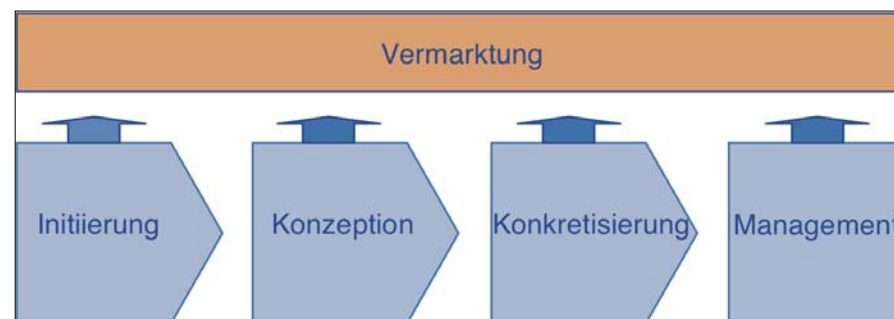 Vermarktung
Initiierung
Konzeption
Konkretisierung
Management